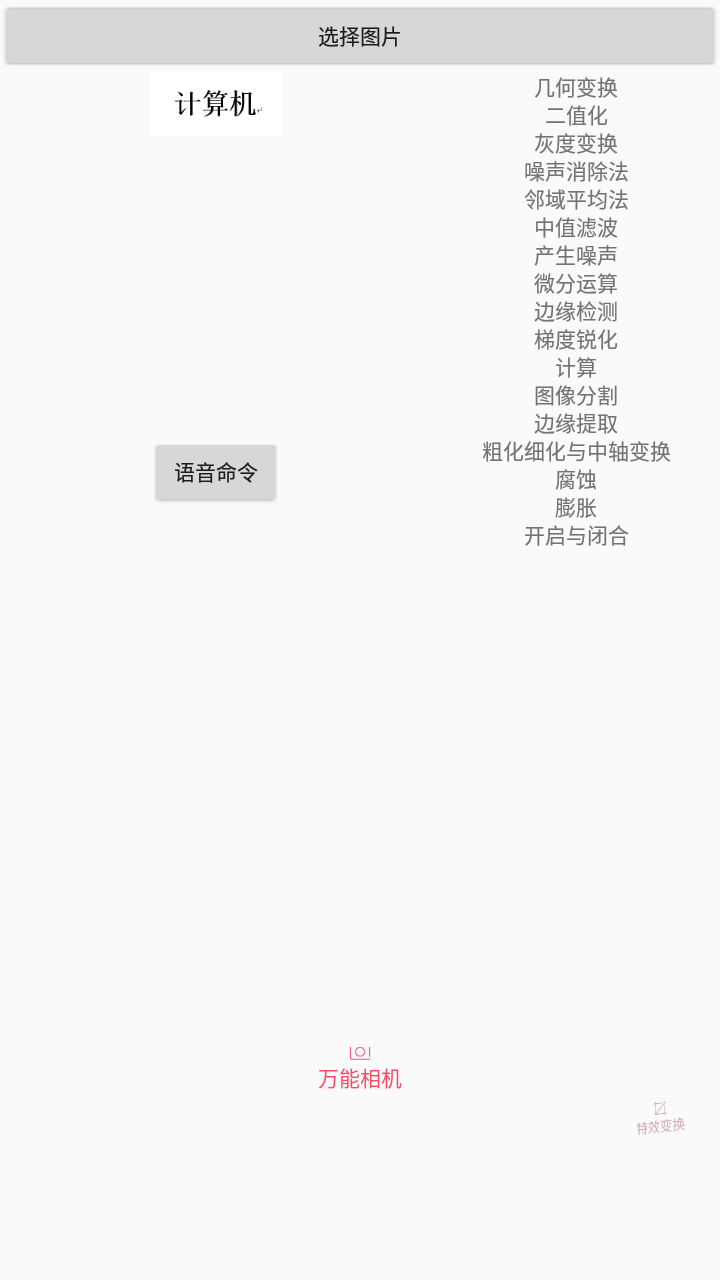 选择图片
计算机
几何变换
二值化
灰度变换
噪声消除法
邻域平均法
中值滤波
产生噪声
微分运算
边缘检测
梯度锐化
计算
图像分割
边缘提取
粗化细化与中轴变换
腐蚀
膨胀
开启与闭合
语音命令
万能相机
特效变换